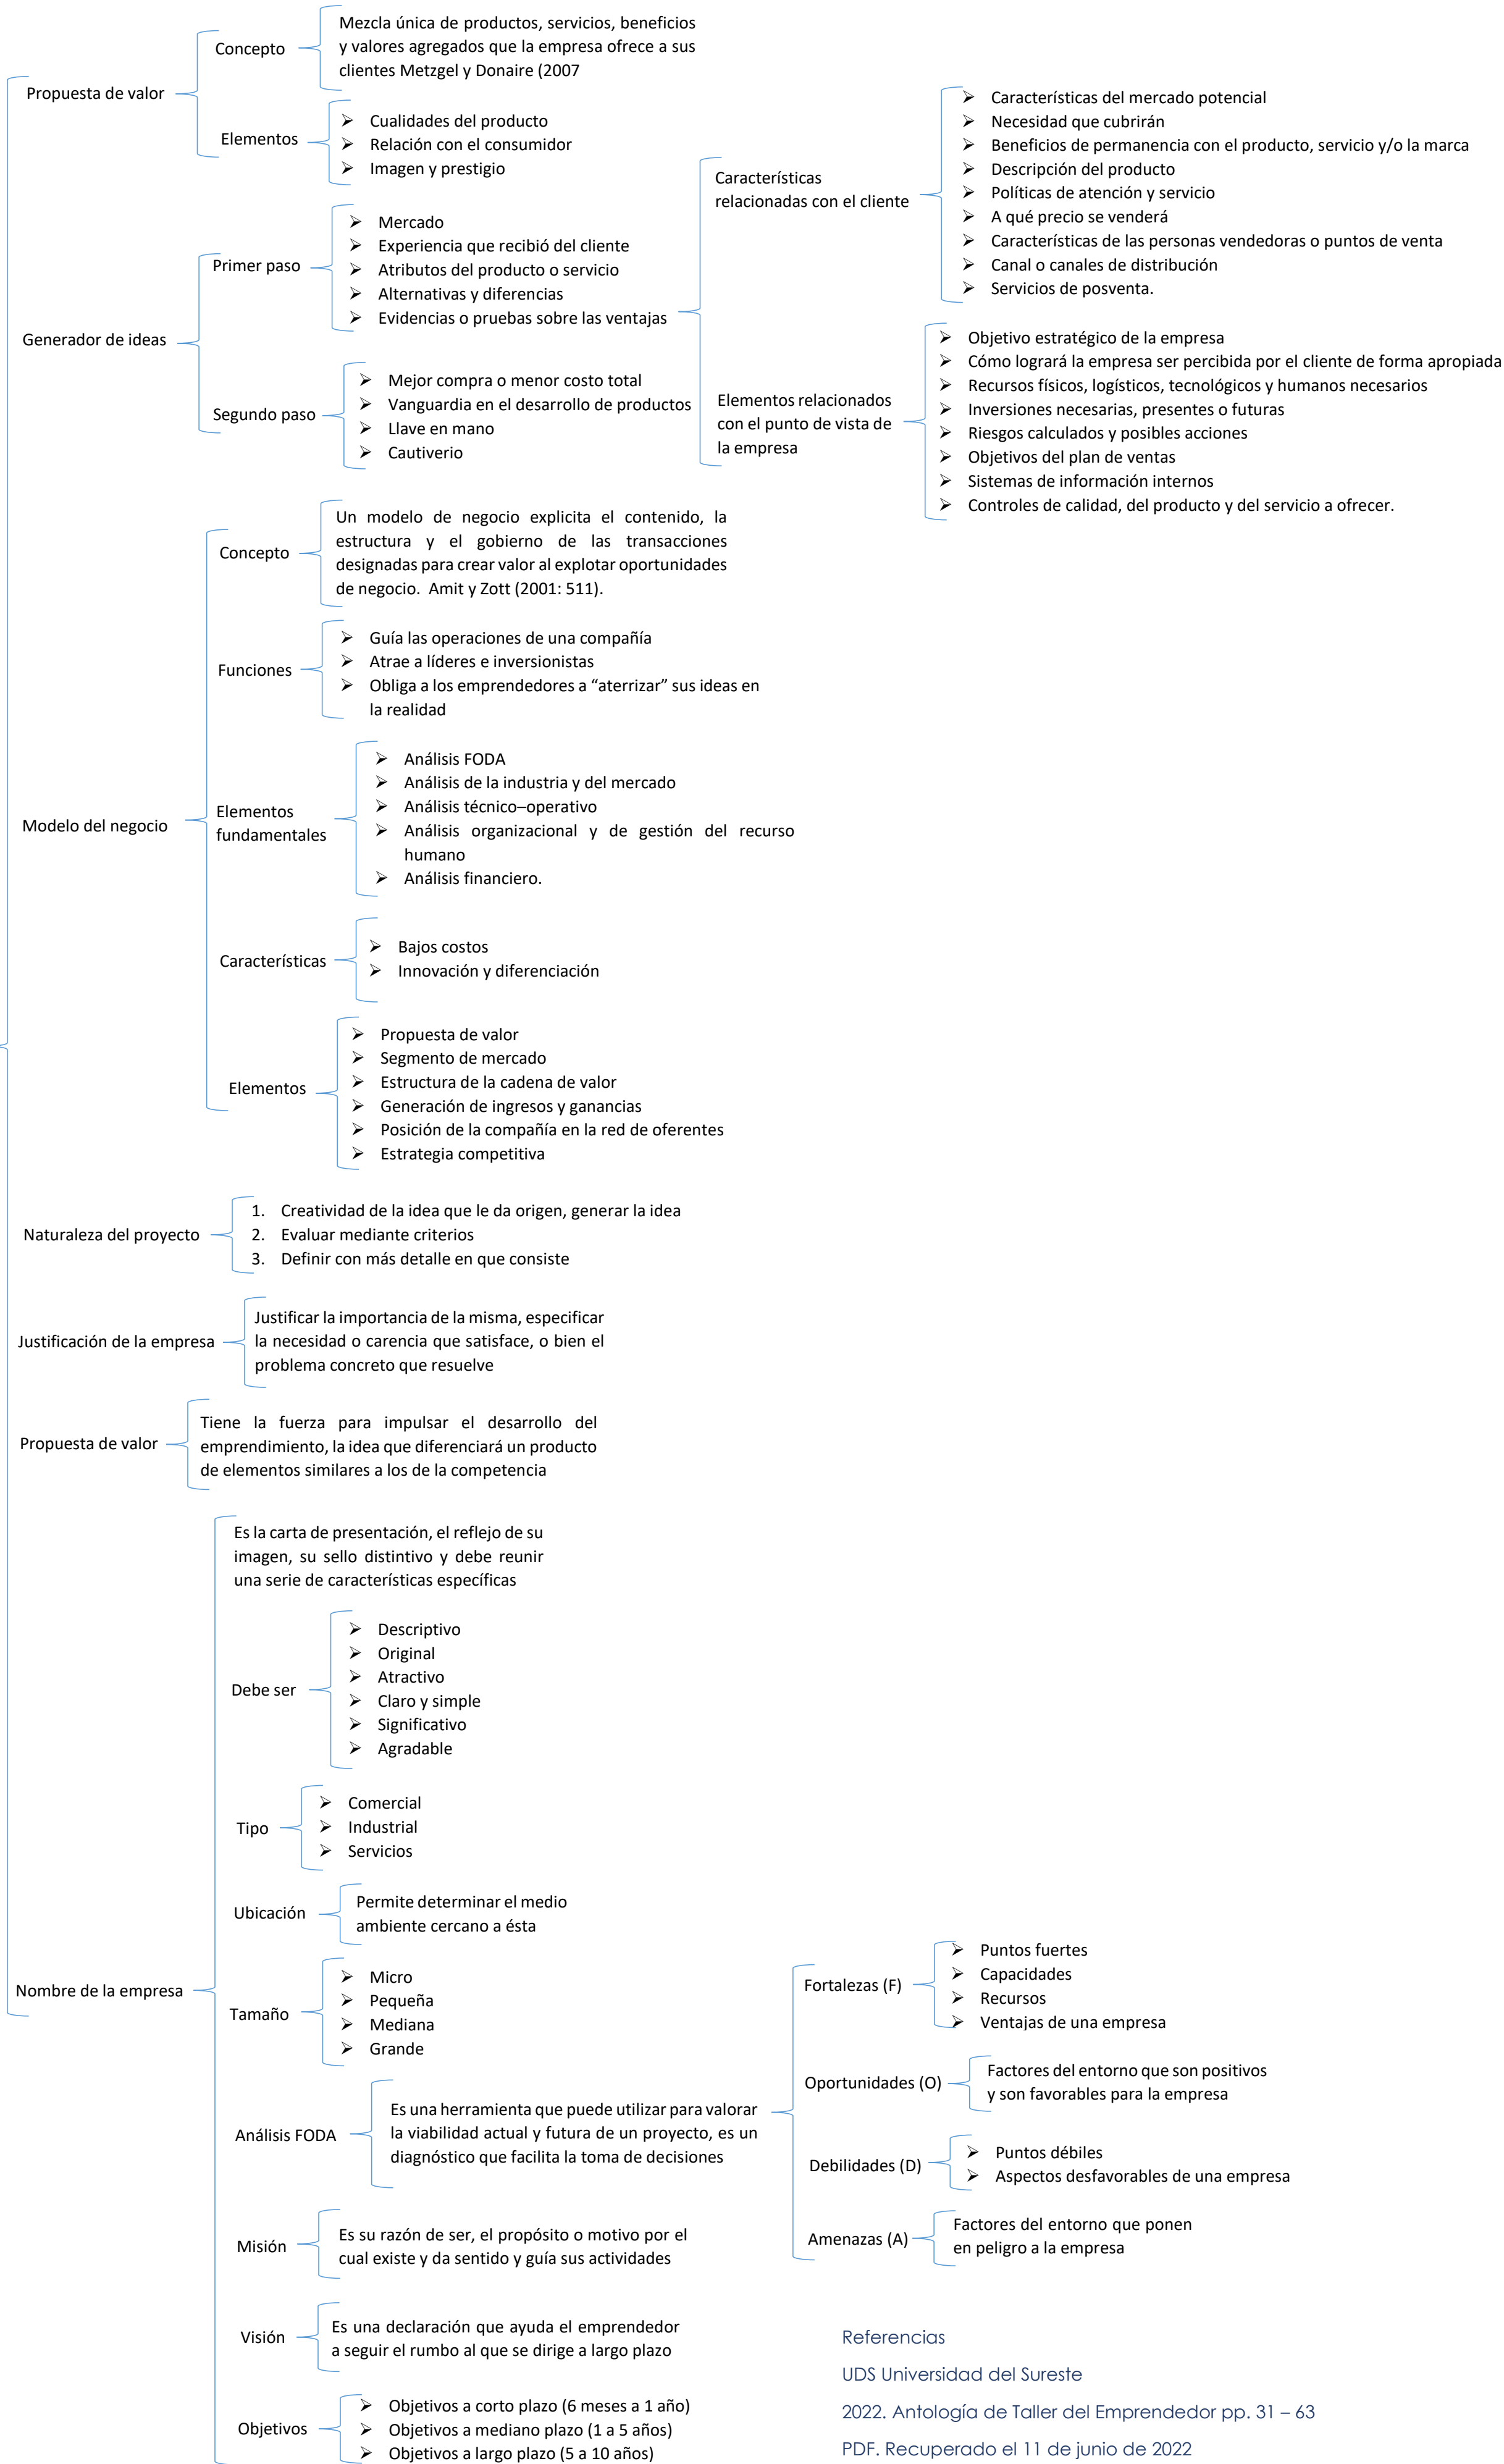 Propuesta de valor
Concepto
Mezcla única de productos, servicios, beneficios
y valores agregados que la empresa ofrece a sus
clientes Metzgel y Donaire (2007
Elementos
➢ Cualidades del producto
➢ Relación con el consumidor
➢ Imagen y prestigio
Generador de ideas
Primer paso
➢ Mercado
➢ Experiencia que recibió del cliente
➢ Atributos del producto o servicio
➢ Alternativas y diferencias
➢ Evidencias o pruebas sobre las ventajas
Segundo paso
➢ Mejor compra o menor costo total
➢ Vanguardia en el desarrollo de productos
➢ Llave en mano
➢ Cautiverio
Características
relacionadas con el cliente
➢ Características del mercado potencial
➢ Necesidad que cubrirán
➢ Beneficios de permanencia con el producto, servicio y/o la marca
➢ Descripción del producto
➢ Políticas de atención y servicio
➢ A qué precio se venderá
➢ Características de las personas vendedoras o puntos de venta
➢ Canal o canales de distribución
➢ Servicios de posventa.
Elementos relacionados
con el punto de vista de
la empresa
➢ Objetivo estratégico de la empresa
➢ Cómo logrará la empresa ser percibida por el cliente de forma apropiada
➢ Recursos físicos, logísticos, tecnológicos y humanos necesarios
➢ Inversiones necesarias, presentes o futuras
➢ Riesgos calculados y posibles acciones
➢ Objetivos del plan de ventas
➢ Sistemas de información internos
➢ Controles de calidad, del producto y del servicio a ofrecer.
Modelo del negocio
Concepto
Un modelo de negocio explicita el contenido, la
estructura y el gobierno de las transacciones
designadas para crear valor al explotar oportunidades
de negocio. Amit y Zott (2001: 511).
Funciones
➢ Guía las operaciones de una compañía
➢ Atrae a líderes e inversionistas
➢ Obliga a los emprendedores a “aterrizar” sus ideas en
la realidad
Elementos
fundamentales
➢ Análisis FODA
➢ Análisis de la industria y del mercado
➢ Análisis técnico–operativo
➢ Análisis organizacional y de gestión del recurso
humano
➢ Análisis financiero.
Características
➢ Bajos costos
➢ Innovación y diferenciación
Elementos
➢ Propuesta de valor
➢ Segmento de mercado
➢ Estructura de la cadena de valor
➢ Generación de ingresos y ganancias
➢ Posición de la compañía en la red de oferentes
➢ Estrategia competitiva
Naturaleza del proyecto
1. Creatividad de la idea que le da origen, generar la idea
2. Evaluar mediante criterios
3. Definir con más detalle en que consiste
Justificación de la empresa
Justificar la importancia de la misma, especificar
la necesidad o carencia que satisface, o bien el
problema concreto que resuelve
Propuesta de valor
Tiene la fuerza para impulsar el desarrollo del
emprendimiento, la idea que diferenciará un producto
de elementos similares a los de la competencia
Nombre de la empresa
Es la carta de presentación, el reflejo de su
imagen, su sello distintivo y debe reunir
una serie de características específicas
Debe ser
➢ Descriptivo
➢ Original
➢ Atractivo
➢ Claro y simple
➢ Significativo
➢ Agradable
Tipo
➢ Comercial
➢ Industrial
➢ Servicios
Ubicación
Permite determinar el medio
ambiente cercano a ésta
Tamaño
➢ Micro
➢ Pequeña
➢ Mediana
➢ Grande
Análisis FODA
Es una herramienta que puede utilizar para valorar
la viabilidad actual y futura de un proyecto, es un
diagnóstico que facilita la toma de decisiones
Fortalezas (F)
➢ Puntos fuertes
➢ Capacidades
➢ Recursos
➢ Ventajas de una empresa
Oportunidades (O)
Factores del entorno que son positivos
y son favorables para la empresa
Debilidades (D)
➢ Puntos débiles
➢ Aspectos desfavorables de una empresa
Amenazas (A)
Factores del entorno que ponen
en peligro a la empresa
Misión
Es su razón de ser, el propósito o motivo por el
cual existe y da sentido y guía sus actividades
Visión
Es una declaración que ayuda el emprendedor
a seguir el rumbo al que se dirige a largo plazo
Objetivos
➢ Objetivos a corto plazo (6 meses a 1 año)
➢ Objetivos a mediano plazo (1 a 5 años)
➢ Objetivos a largo plazo (5 a 10 años)
Referencias
UDS Universidad del Sureste
2022. Antología de Taller del Emprendedor pp. 31 – 63
PDF. Recuperado el 11 de junio de 2022